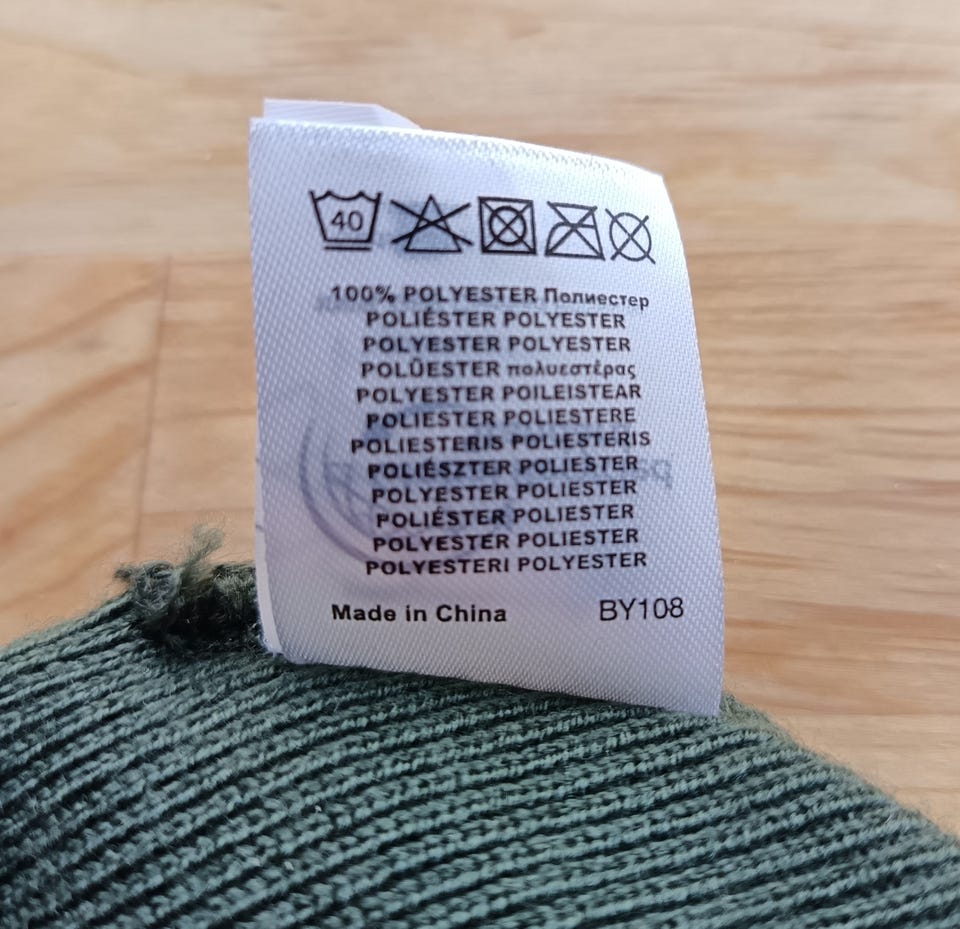 40
100% POLYESTER Полиестер
POLIÉSTER POLYESTER
POLYESTER POLYESTER
POLÜESTER πολυεστέρας
POLYESTER POILEISTEAR
POLIESTER POLIESTERE
POLIESTERIS POLIESTERIS
POLIÉSZTER POLIESTER
POLYESTER POLIESTER
POLIÉSTER POLIESTER
POLYESTER POLIESTER
POLYESTERI POLYESTER
Made in China BY108